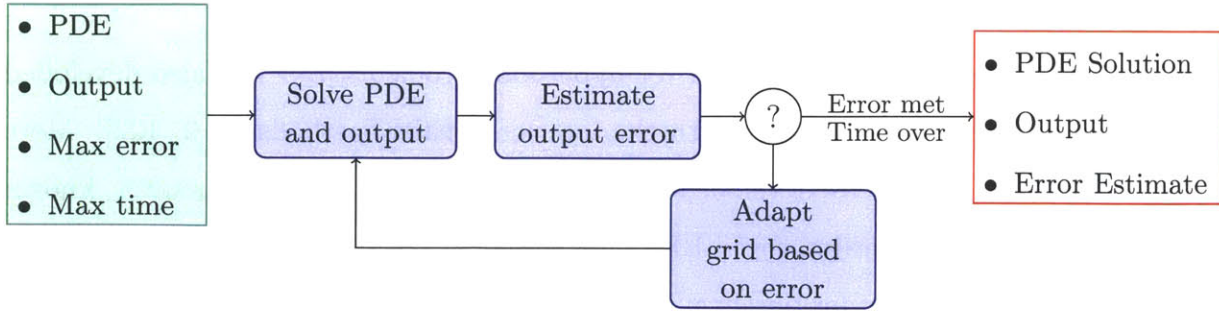 • PDE
• Output
• Max error
• Max time
Solve PDE
and output
Estimate
output error
?
Error met
Time over
Adapt
grid based
on error
• PDE Solution
• Output
• Error Estimate